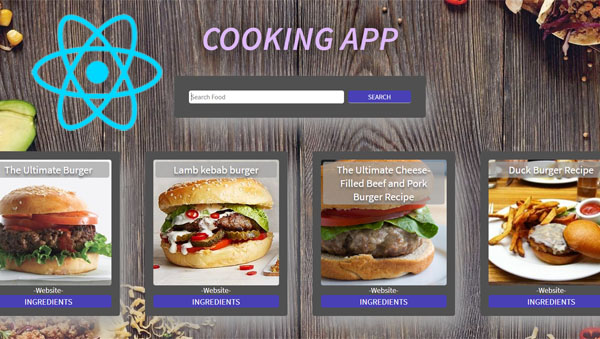 COOKING APP
Search Food
SEARCH
The Ultimate Burger
Lamb kebab burger
The Ultimate Cheese-
Filled Beef and Pork
Burger Recipe
Duck Burger Recipe
-Website-
-Website-
-Website-
-Website-
INGREDIENTS
INGREDIENTS
INGREDIENTS
INGREDIENTS